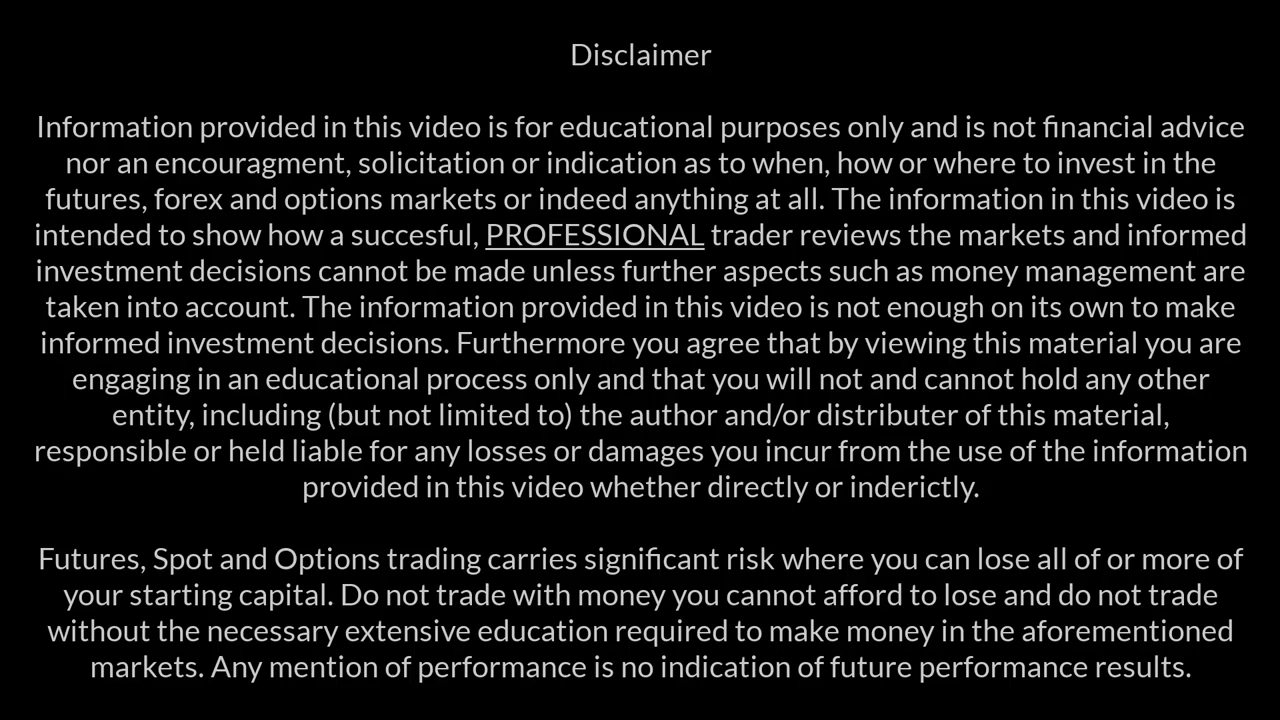 Disclaimer
Information provided in this video is for educational purposes only and is not financial advice
nor an encouragment, solicitation or indication as to when, how or where to invest in the
futures, forex and options markets or indeed anything at all. The information in this video is
intended to show how a succesful, PROFESSIONAL trader reviews the markets and informed
investment decisions cannot be made unless further aspects such as money management are
taken into account. The information provided in this video is not enough on its own to make
informed investment decisions. Furthermore you agree that by viewing this material you are
engaging in an educational process only and that you will not and cannot hold any other
entity, including (but not limited to) the author and/or distributer of this material,
responsible or held liable for any losses or damages you incur from the use of the information
provided in this video whether directly or inderictly.
Futures, Spot and Options trading carries significant risk where you can lose all of or more of
your starting capital. Do not trade with money you cannot afford to lose and do not trade
without the necessary extensive education required to make money in the aforementioned
markets. Any mention of performance is no indication of future performance results.